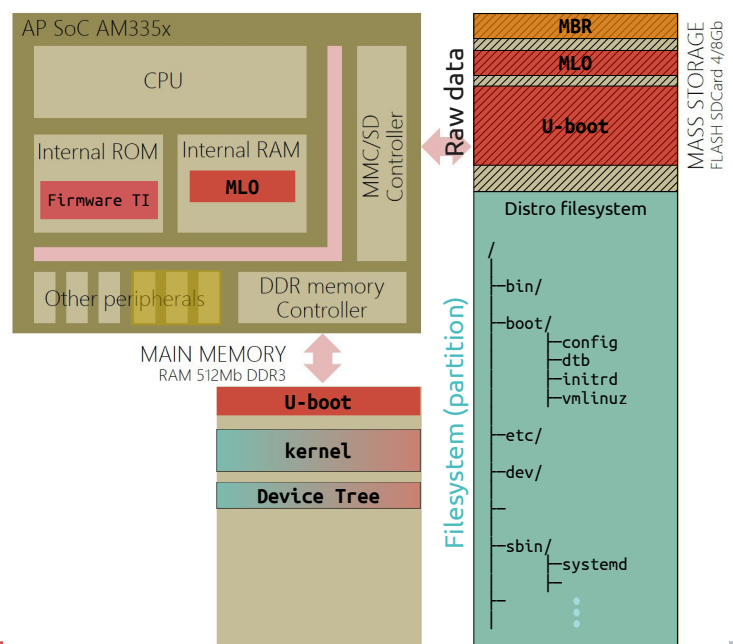 AP SoC AM335x
CPU
Internal ROM
Firmware TI
Internal RAM
MLO
MMC/SD
Controller
Other peripherals
DDR memory
Controller
MAIN MEMORY
RAM 512Mb DDR3
U-boot
kernel
Device Tree
Raw data
Filesystem (partition)
MBR
MLO
U-boot
MASS STORAGE
FLASH SDCard 4/8Gb
Distro filesystem
/
bin/
boot/
config
dtb
initrd
vmlinuz
etc/
dev/
sbin/
systemd